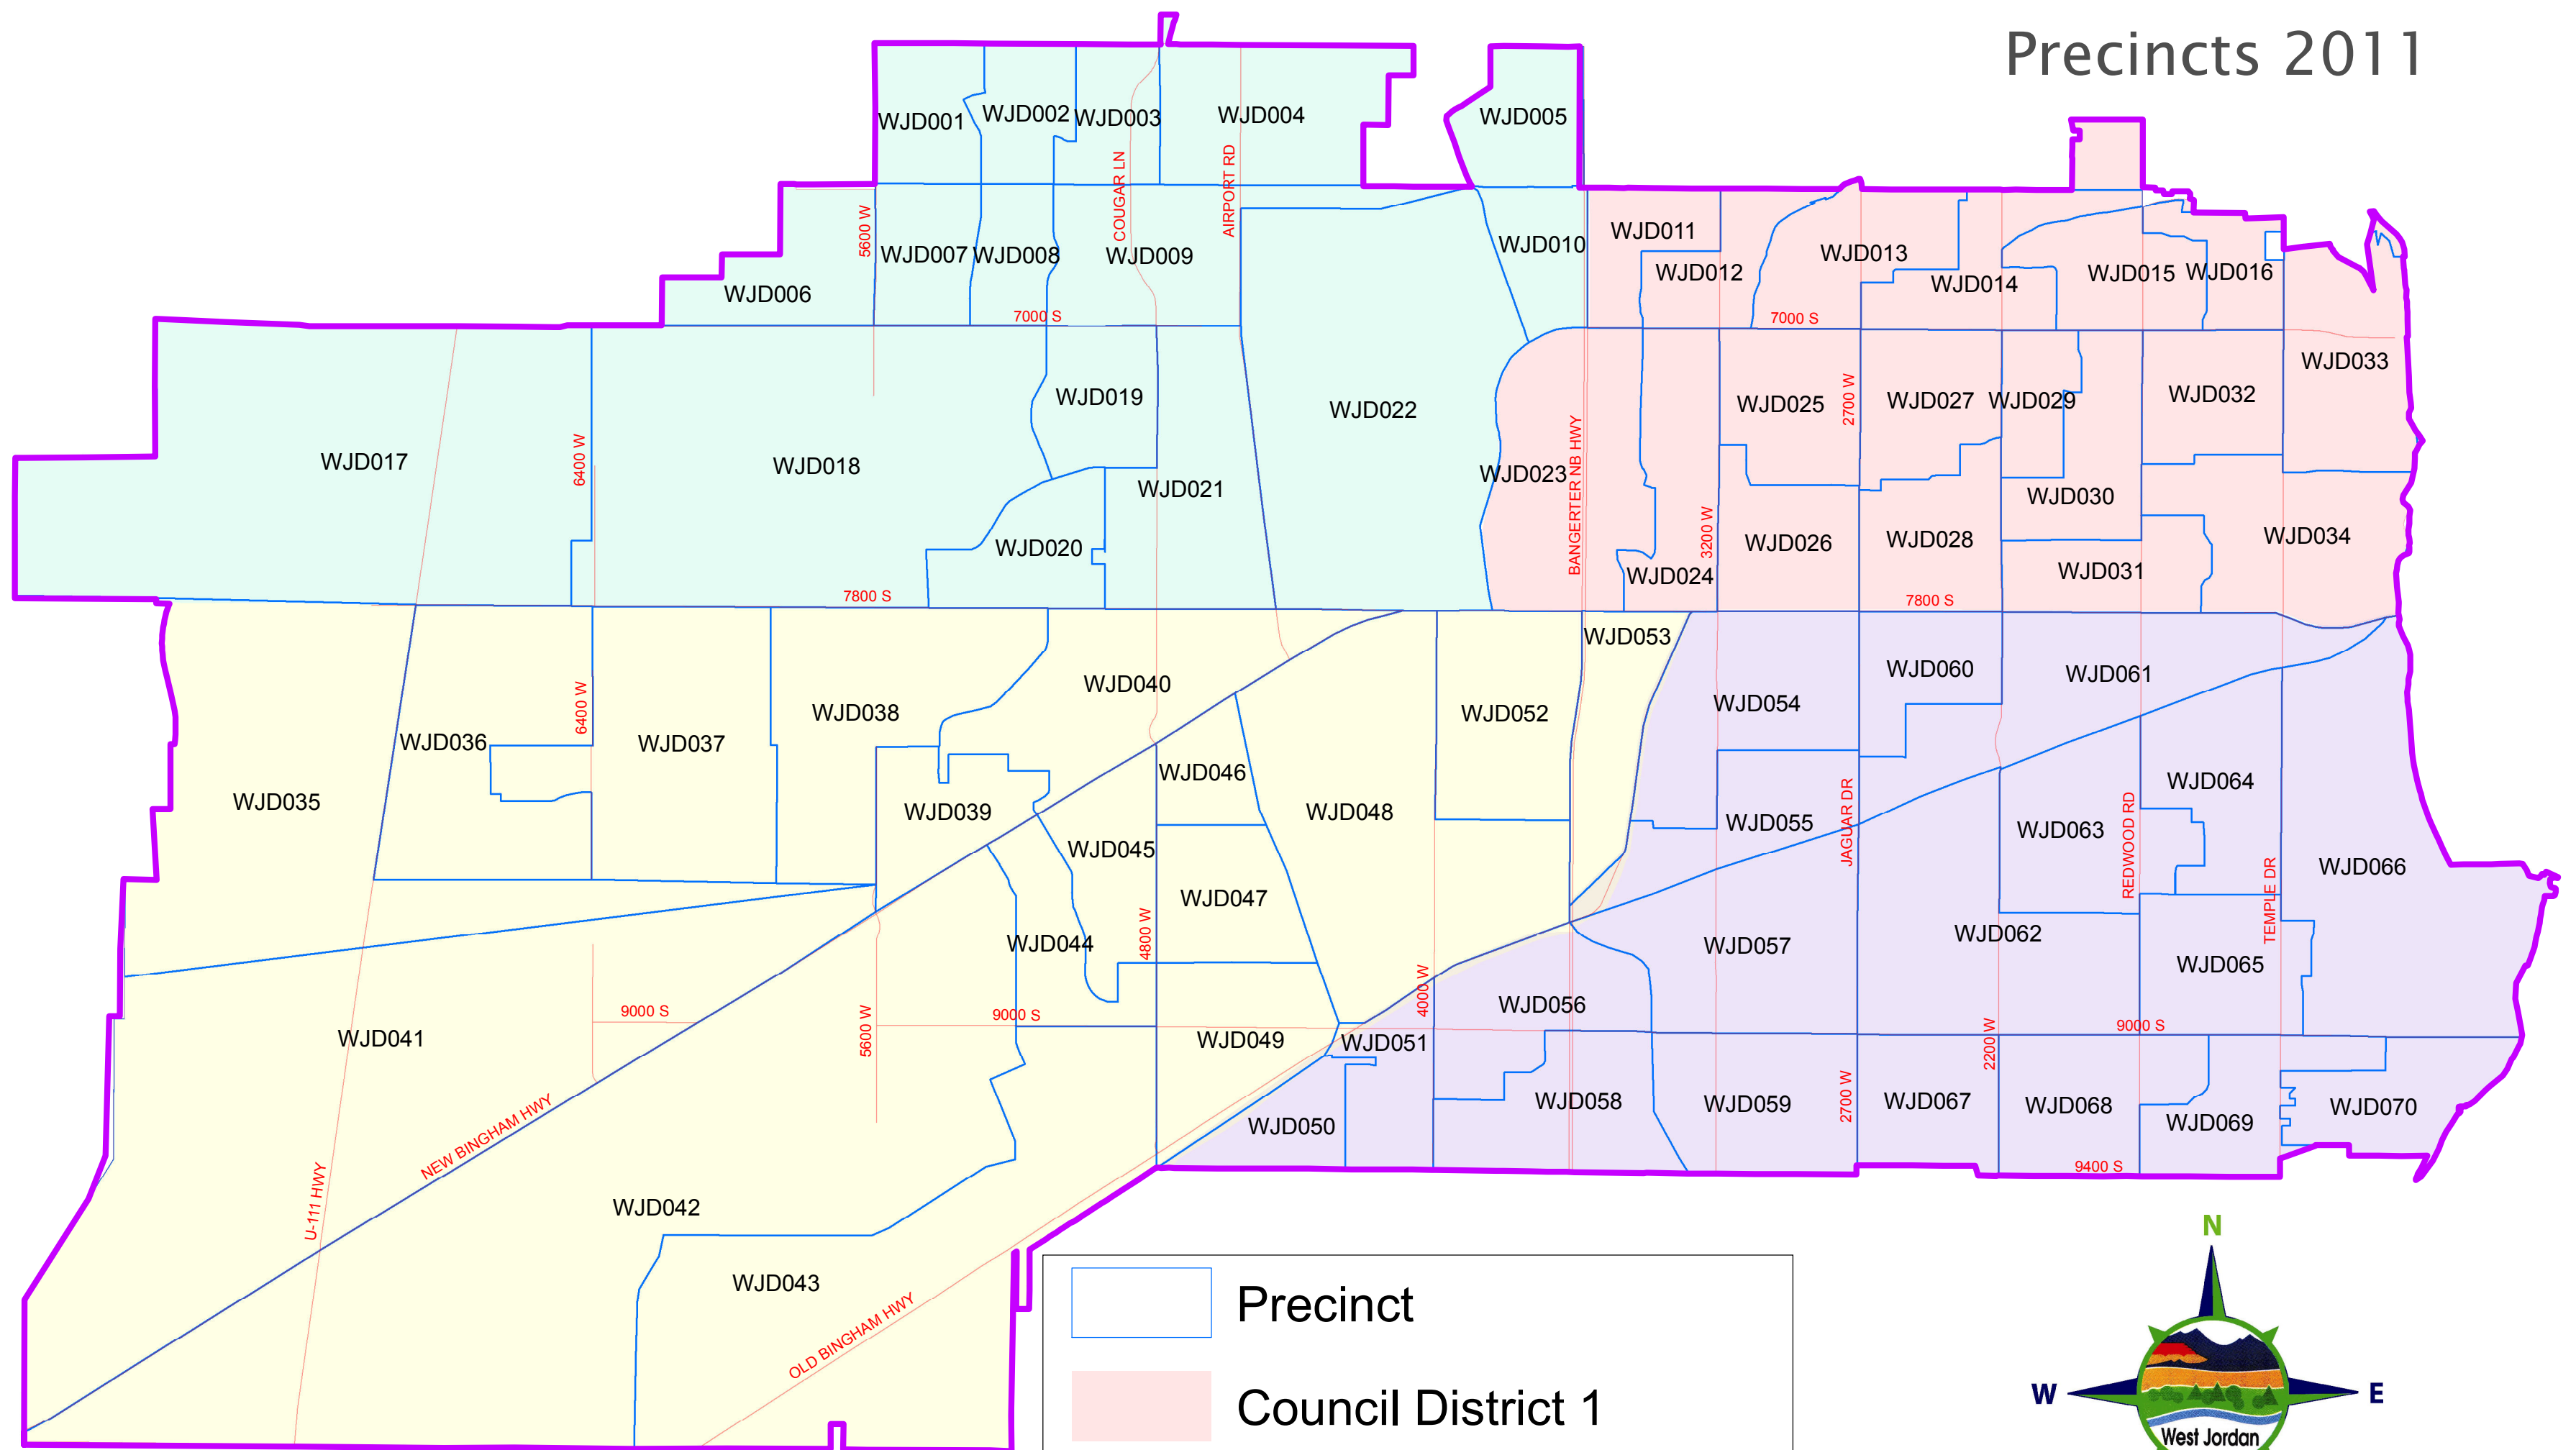 Precincts 2011
WJD001
WJD002
WJD003
WJD004
WJD005
COUGAR LN
AIRPORT RD
5600 W
WJD006
WJD007
WJD008
WJD009
WJD010
WJD011
WJD012
WJD013
WJD014
WJD015
WJD016
7000 S
7000 S
WJD017
6400 W
WJD018
WJD019
WJD020
WJD021
WJD022
WJD023
BANGERTER NB HWY
WJD024
3200 W
WJD025
WJD026
2700 W
WJD027
WJD028
WJD029
WJD030
WJD031
WJD032
WJD033
WJD034
7800 S
7800 S
WJD035
WJD036
6400 W
WJD037
WJD038
WJD039
WJD040
WJD041
WJD042
WJD043
WJD044
WJD045
WJD046
WJD047
WJD048
WJD049
WJD050
WJD051
WJD052
WJD053
WJD054
WJD055
WJD056
WJD057
WJD058
WJD059
WJD060
WJD061
WJD062
WJD063
WJD064
WJD065
WJD066
WJD067
WJD068
WJD069
WJD070
JAGUAR DR
REDWOOD RD
TEMPLE DR
4800 W
4000 W
9000 S
9000 S
9000 S
5600 W
2700 W
2200 W
9400 S
U-111 HWY
NEW BINGHAM HWY
OLD BINGHAM HWY
Precinct
Council District 1
N
W
E
West Jordan